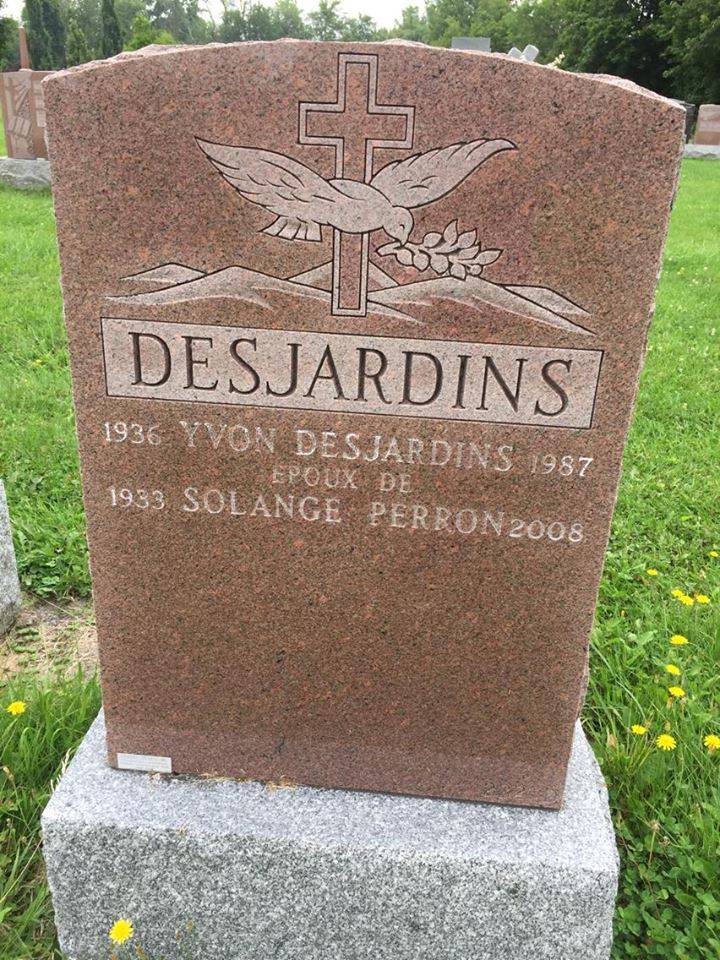 DESJARDINS
1936 YVON DESJARDINS 1987
EPOUX DE
1933 SOLANGE PERRON 2008